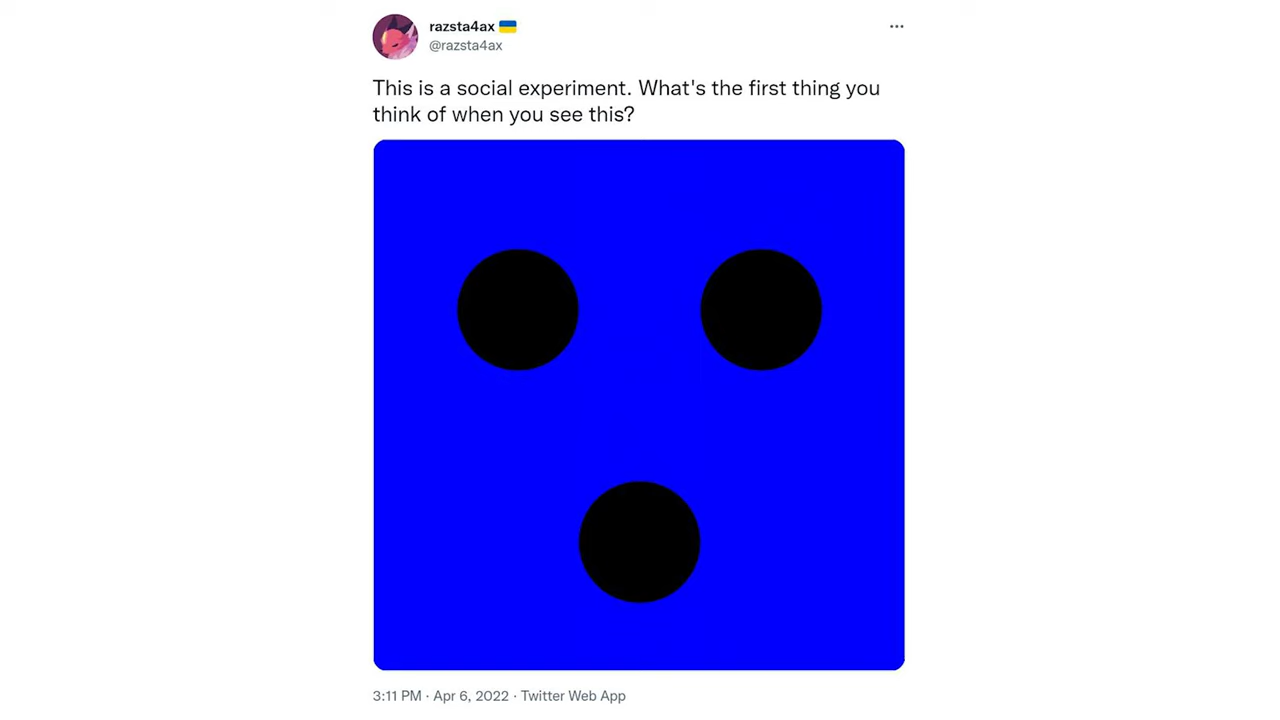 razsta4ax 🇺🇦
@razsta4ax
This is a social experiment. What's the first thing you
think of when you see this?
3:11 PM · Apr 6, 2022 · Twitter Web App